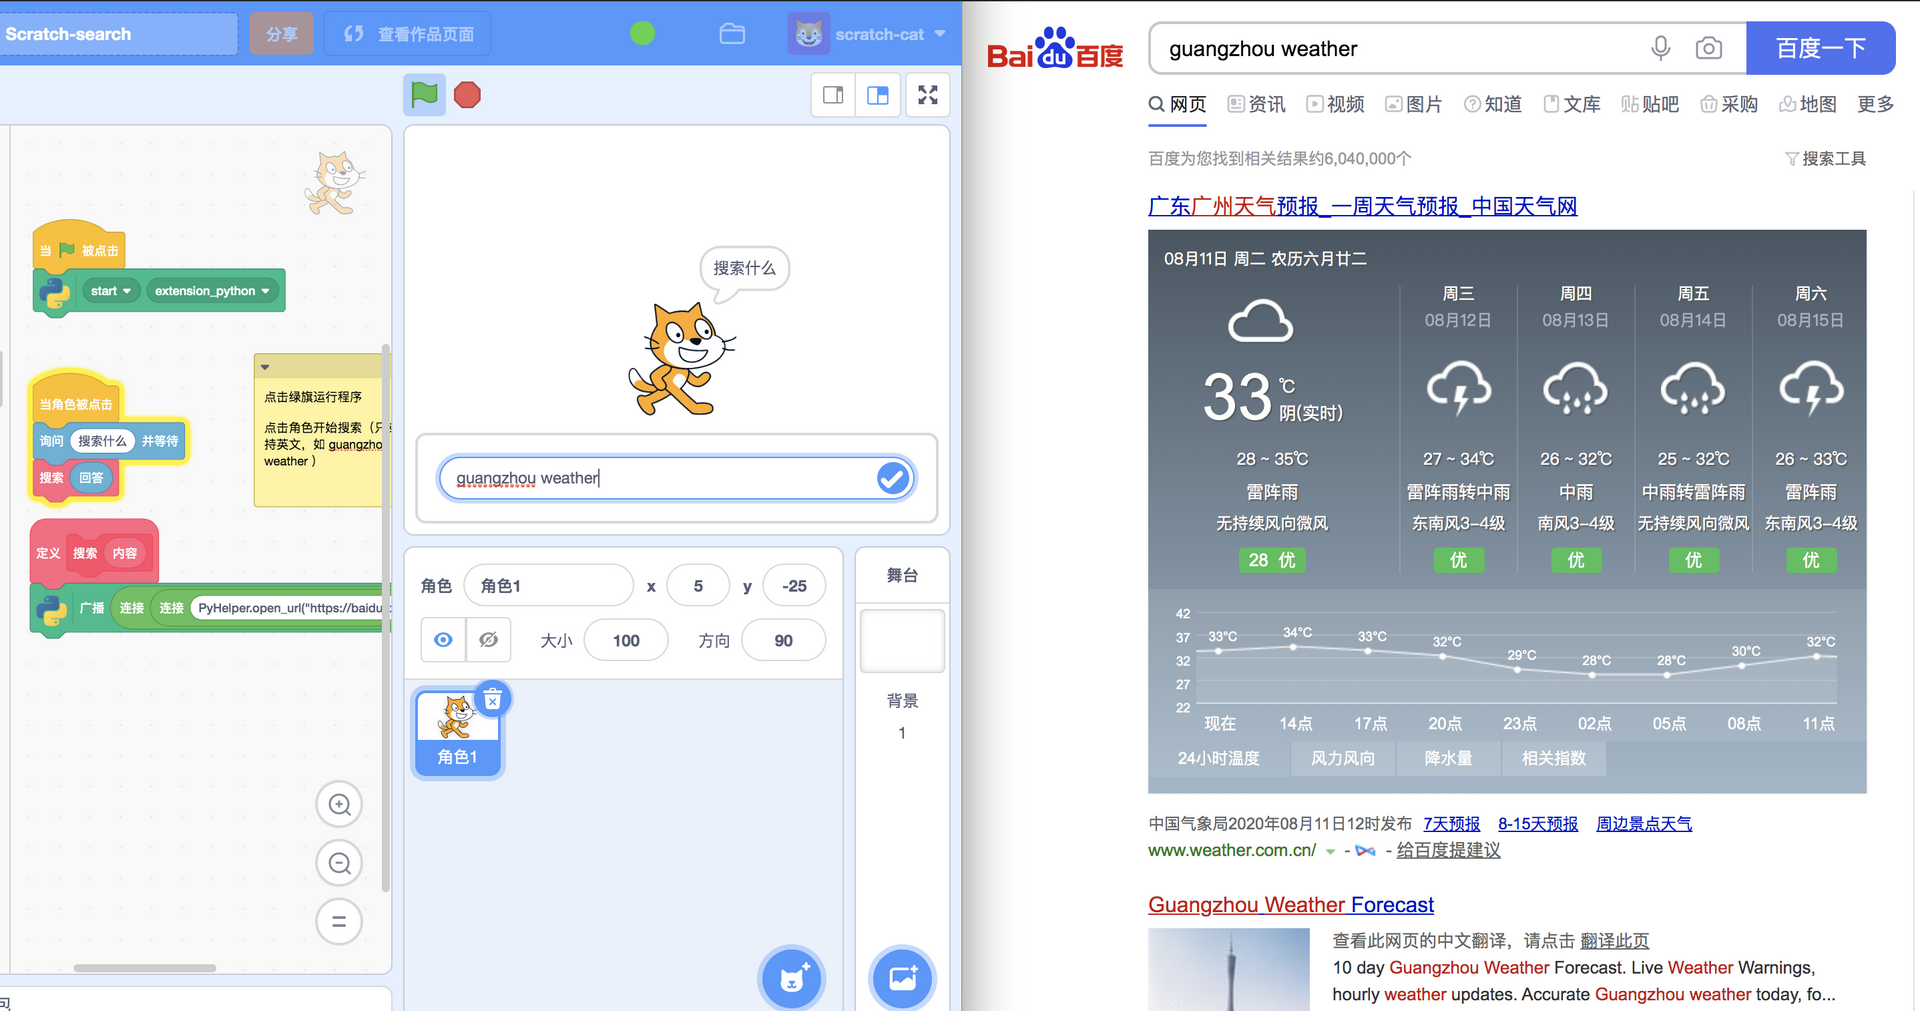 Scratch-search
分享
查看作品页面
scratch-cat
当 被点击
start
extension_python
当角色被点击
询问 搜索什么 并等待
搜索 回答
定义 搜索 内容
广播 连接 连接 PyHelper.open_url("https://baidu.
点击绿旗运行程序
点击角色开始搜索（只
持英文，如 guangzho
weather ）
搜索什么
guangzhou weather
角色 角色1 x 5 y -25
大小 100 方向 90
角色1
舞台
背景
1
Bai du 百度
guangzhou weather
百度一下
网页 资讯 视频 图片 知道 文库 贴吧 采购 地图 更多
百度为您找到相关结果约6,040,000个
搜索工具
广东广州天气预报_一周天气预报_中国天气网
08月11日 周二 农历六月廿二
周三 周四 周五 周六
08月12日 08月13日 08月14日 08月15日
33 ℃
阴(实时)
28 ~ 35℃ 27 ~ 34℃ 26 ~ 32℃ 25 ~ 32℃ 26 ~ 33℃
雷阵雨 雷阵雨转中雨 中雨 中雨转雷阵雨 雷阵雨
无持续风向微风 东南风3-4级 南风3-4级 无持续风向微风 东南风3-4级
28 优 优 优 优 优
42
37
32
27
22
33°C 34°C 33°C 32°C 29°C 28°C 28°C 30°C 32°C
现在 14点 17点 20点 23点 02点 05点 08点 11点
24小时温度 风力风向 降水量 相关指数
中国气象局2020年08月11日12时发布 7天预报 8-15天预报 周边景点天气
www.weather.com.cn/ - - 给百度提建议
Guangzhou Weather Forecast
查看此网页的中文翻译，请点击 翻译此页
10 day Guangzhou Weather Forecast. Live Weather Warnings,
hourly weather updates. Accurate Guangzhou weather today, fo...